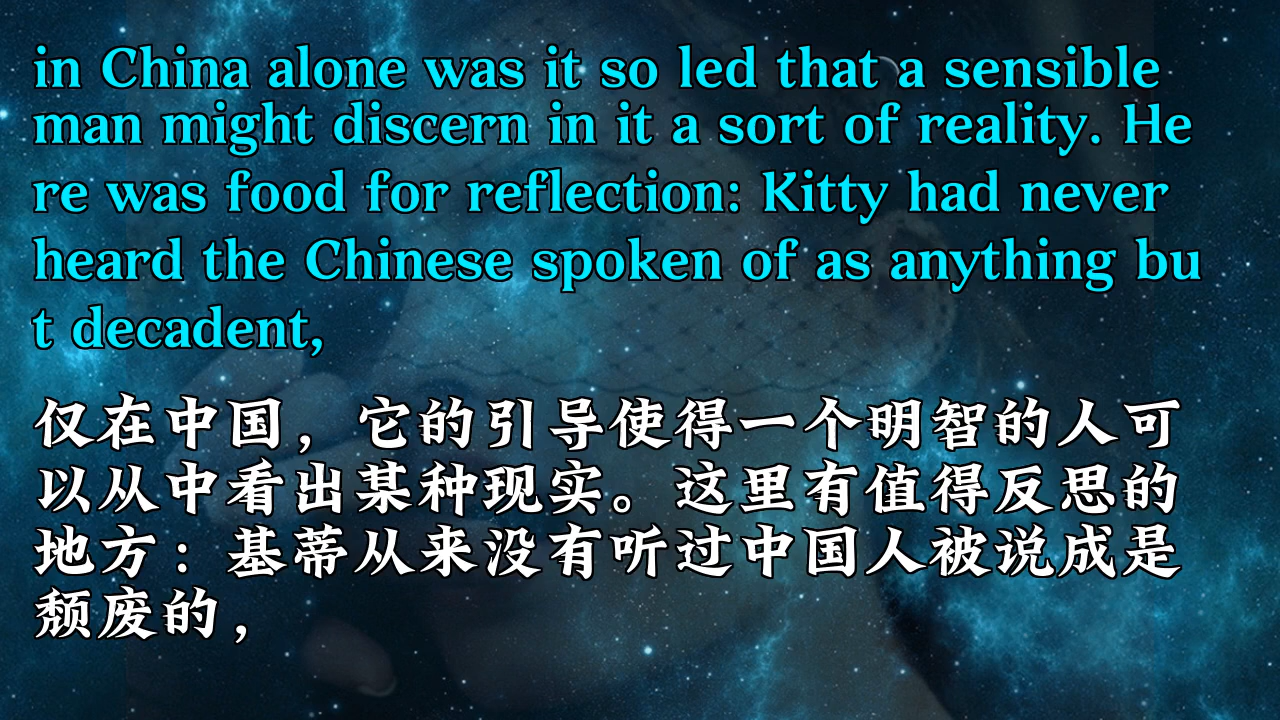 in China alone was it so led that a sensible
man might discern in it a sort of reality. He
re was food for reflection: Kitty had never
heard the Chinese spoken of as anything bu
t decadent,
仅在中国，它的引导使得一个明智的人可
以从中看出某种现实。这里有值得反思的
地方：基蒂从来没有听过中国人被说成是
颓废的，